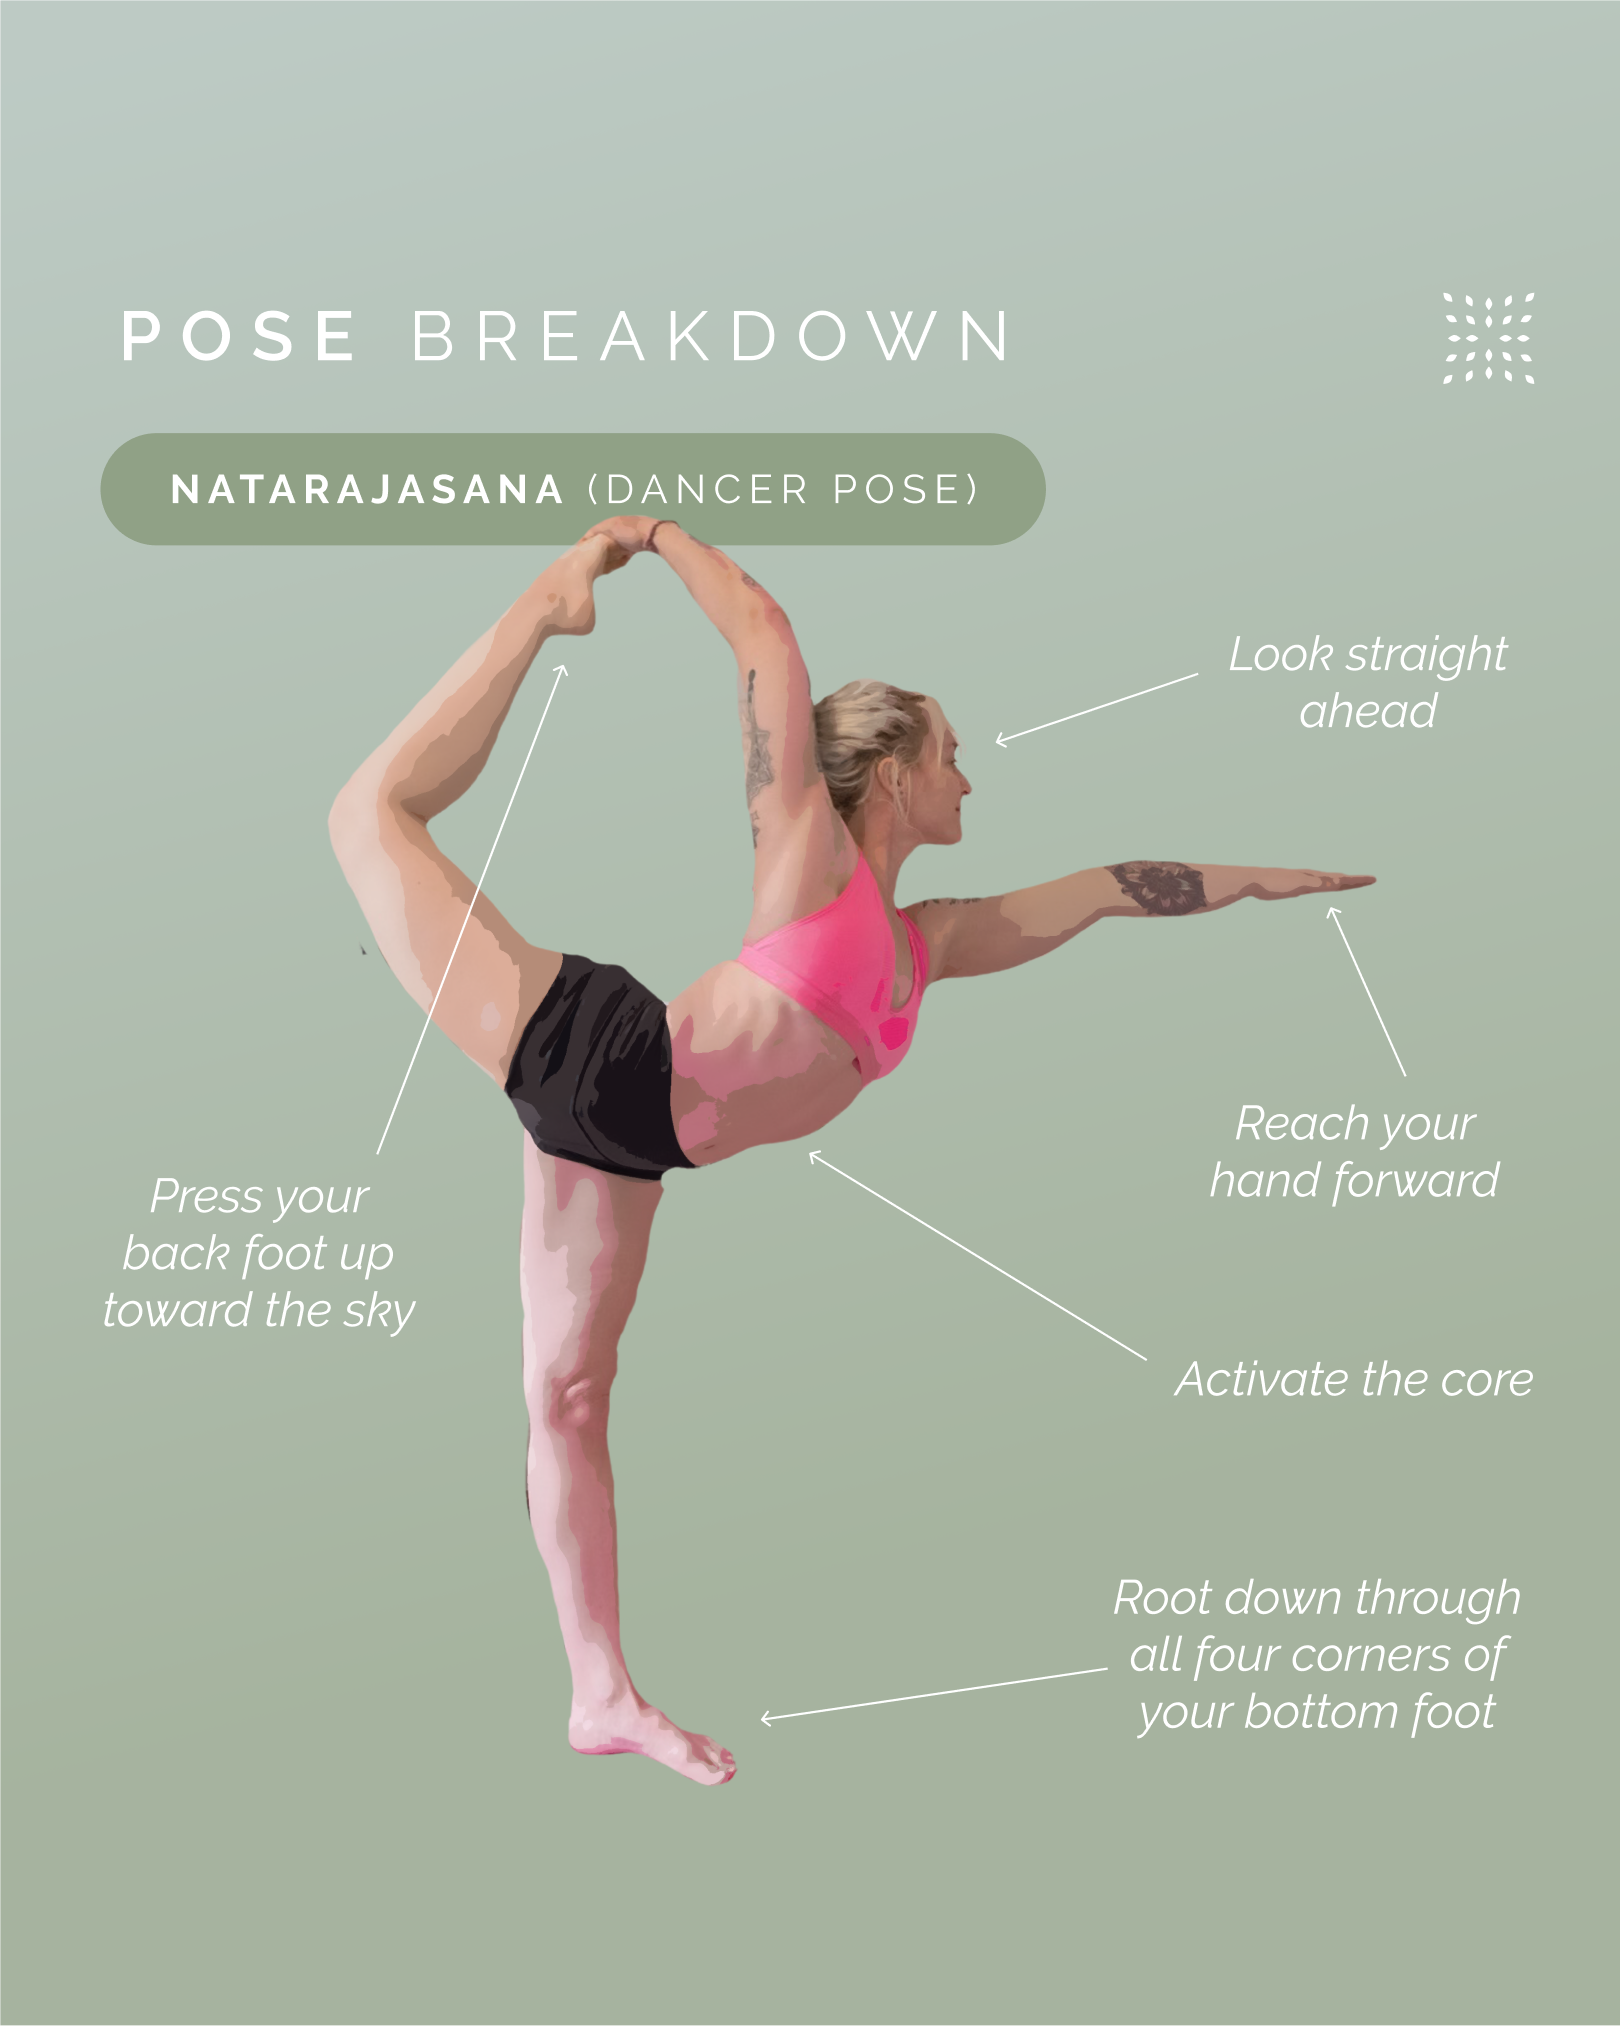 POSE BREAKDOWN
NATARAJASANA (DANCER POSE)
Look straight
ahead
Reach your
hand forward
Press your
back foot up
toward the sky
Activate the core
Root down through
all four corners of
your bottom foot